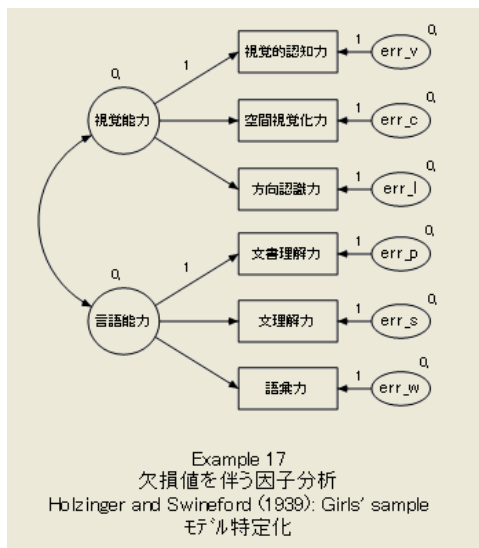 0,
1
視覚的認知力
1
err_v
0,
視覚能力
空間視覚化力
1
err_c
0,
方向認識力
1
err_l
0,
0,
1
文書理解力
1
err_p
0,
言語能力
文理解力
1
err_s
0,
語彙力
1
err_w
0,
Example 17
欠損値を伴う因子分析
Holzinger and Swineford (1939): Girls' sample
モデル特定化